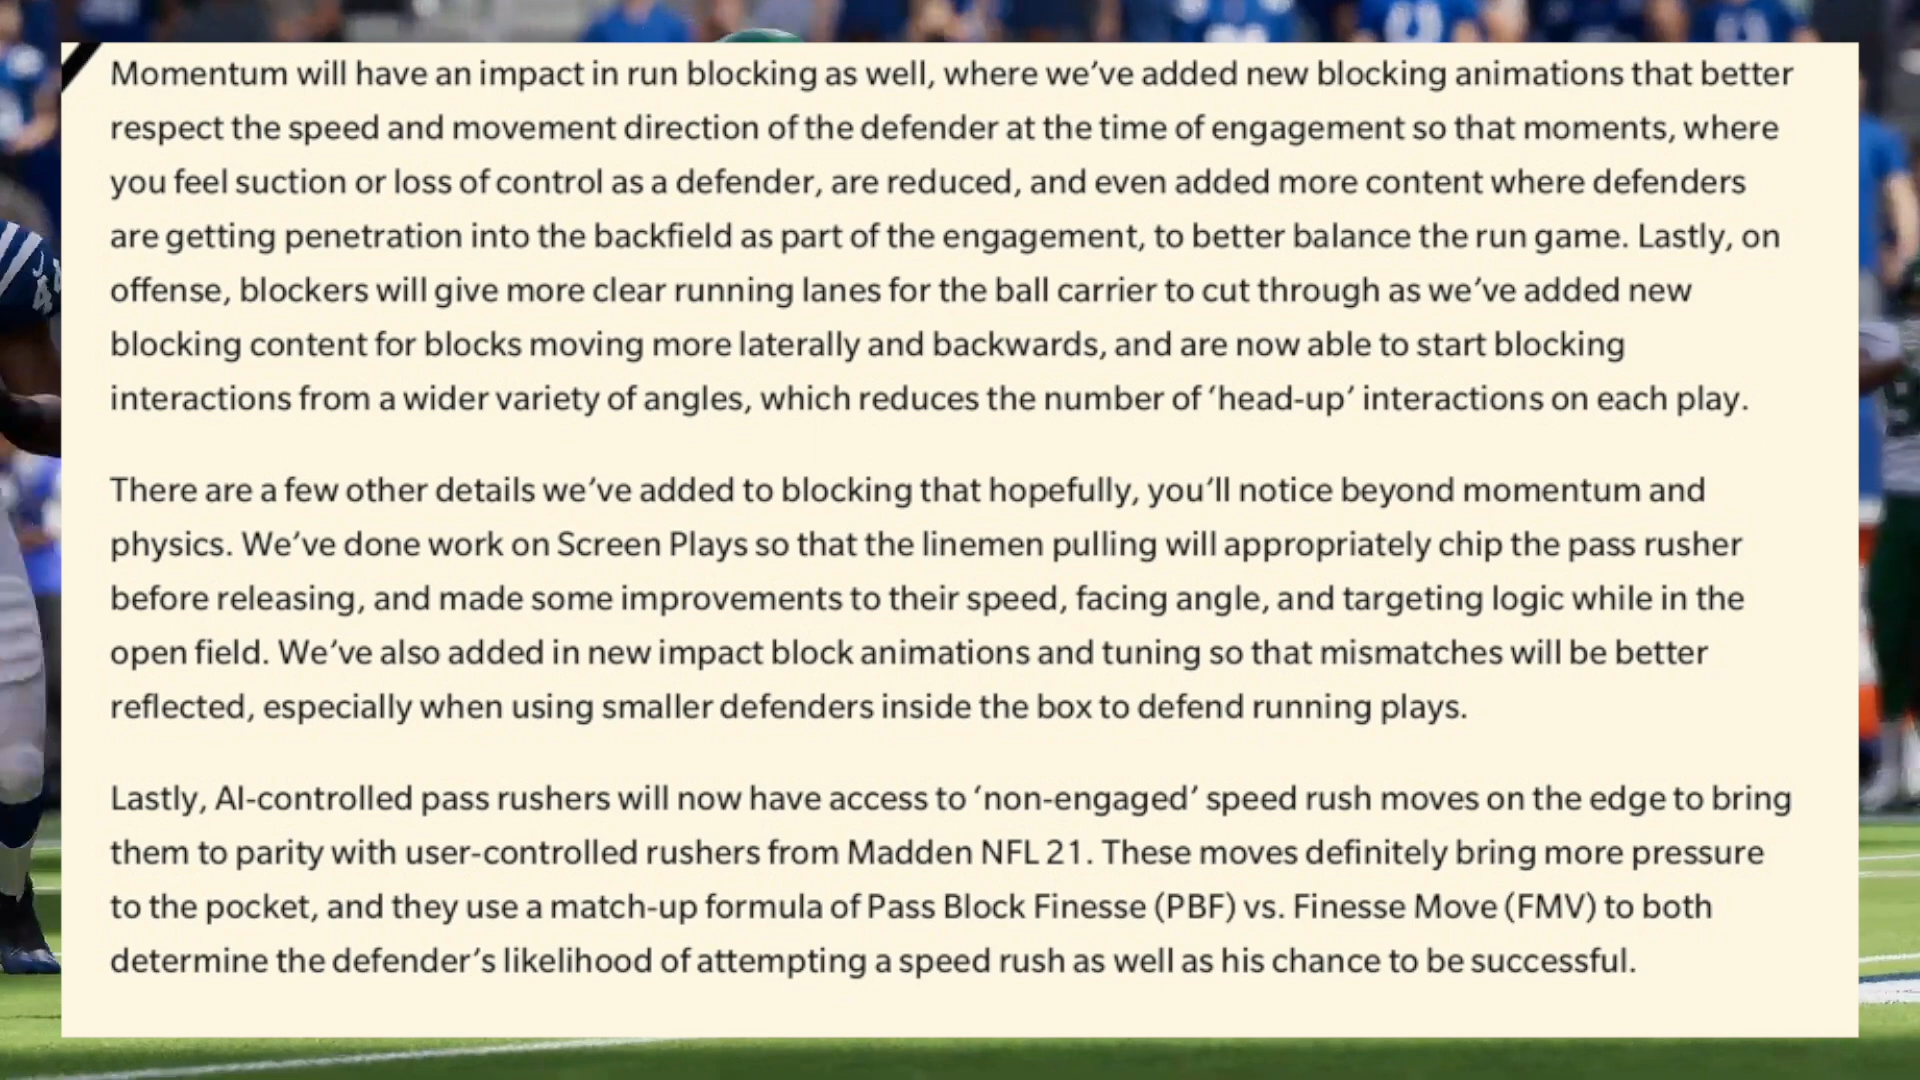 Momentum will have an impact in run blocking as well, where we’ve added new blocking animations that better
respect the speed and movement direction of the defender at the time of engagement so that moments, where
you feel suction or loss of control as a defender, are reduced, and even added more content where defenders
are getting penetration into the backfield as part of the engagement, to better balance the run game. Lastly, on
offense, blockers will give more clear running lanes for the ball carrier to cut through as we’ve added new
blocking content for blocks moving more laterally and backwards, and are now able to start blocking
interactions from a wider variety of angles, which reduces the number of ‘head-up’ interactions on each play.
There are a few other details we’ve added to blocking that hopefully, you’ll notice beyond momentum and
physics. We’ve done work on Screen Plays so that the linemen pulling will appropriately chip the pass rusher
before releasing, and made some improvements to their speed, facing angle, and targeting logic while in the
open field. We’ve also added in new impact block animations and tuning so that mismatches will be better
reflected, especially when using smaller defenders inside the box to defend running plays.
Lastly, AI-controlled pass rushers will now have access to ‘non-engaged’ speed rush moves on the edge to bring
them to parity with user-controlled rushers from Madden NFL 21. These moves definitely bring more pressure
to the pocket, and they use a match-up formula of Pass Block Finesse (PBF) vs. Finesse Move (FMV) to both
determine the defender’s likelihood of attempting a speed rush as well as his chance to be successful.